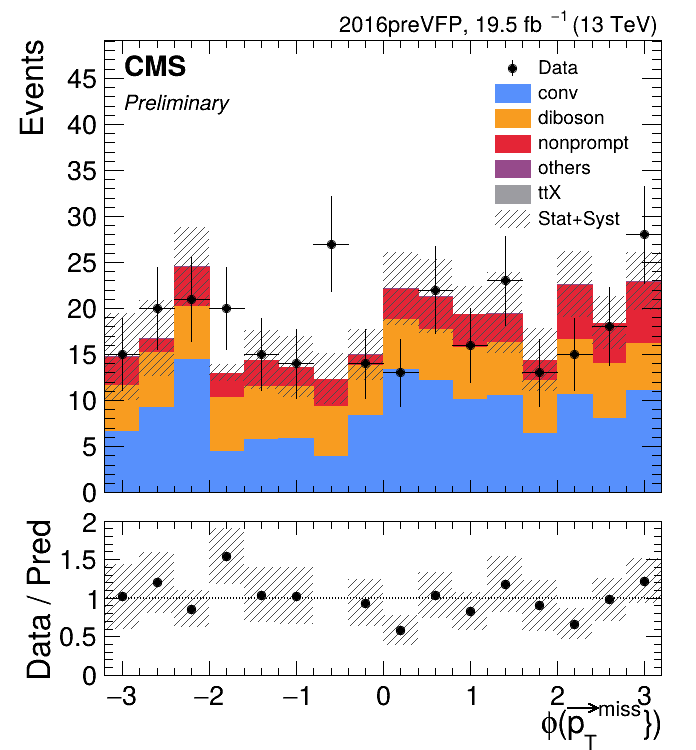 2016preVFP, 19.5 fb⁻¹ (13 TeV)
CMS
Preliminary
Events
45
40
35
30
25
20
15
10
5
0
Data
conv
diboson
nonprompt
others
ttX
Stat+Syst
Data / Pred
2
1.5
1
0.5
0
−3 −2 −1 0 1 2 3
ϕ(p⃗_T^miss})